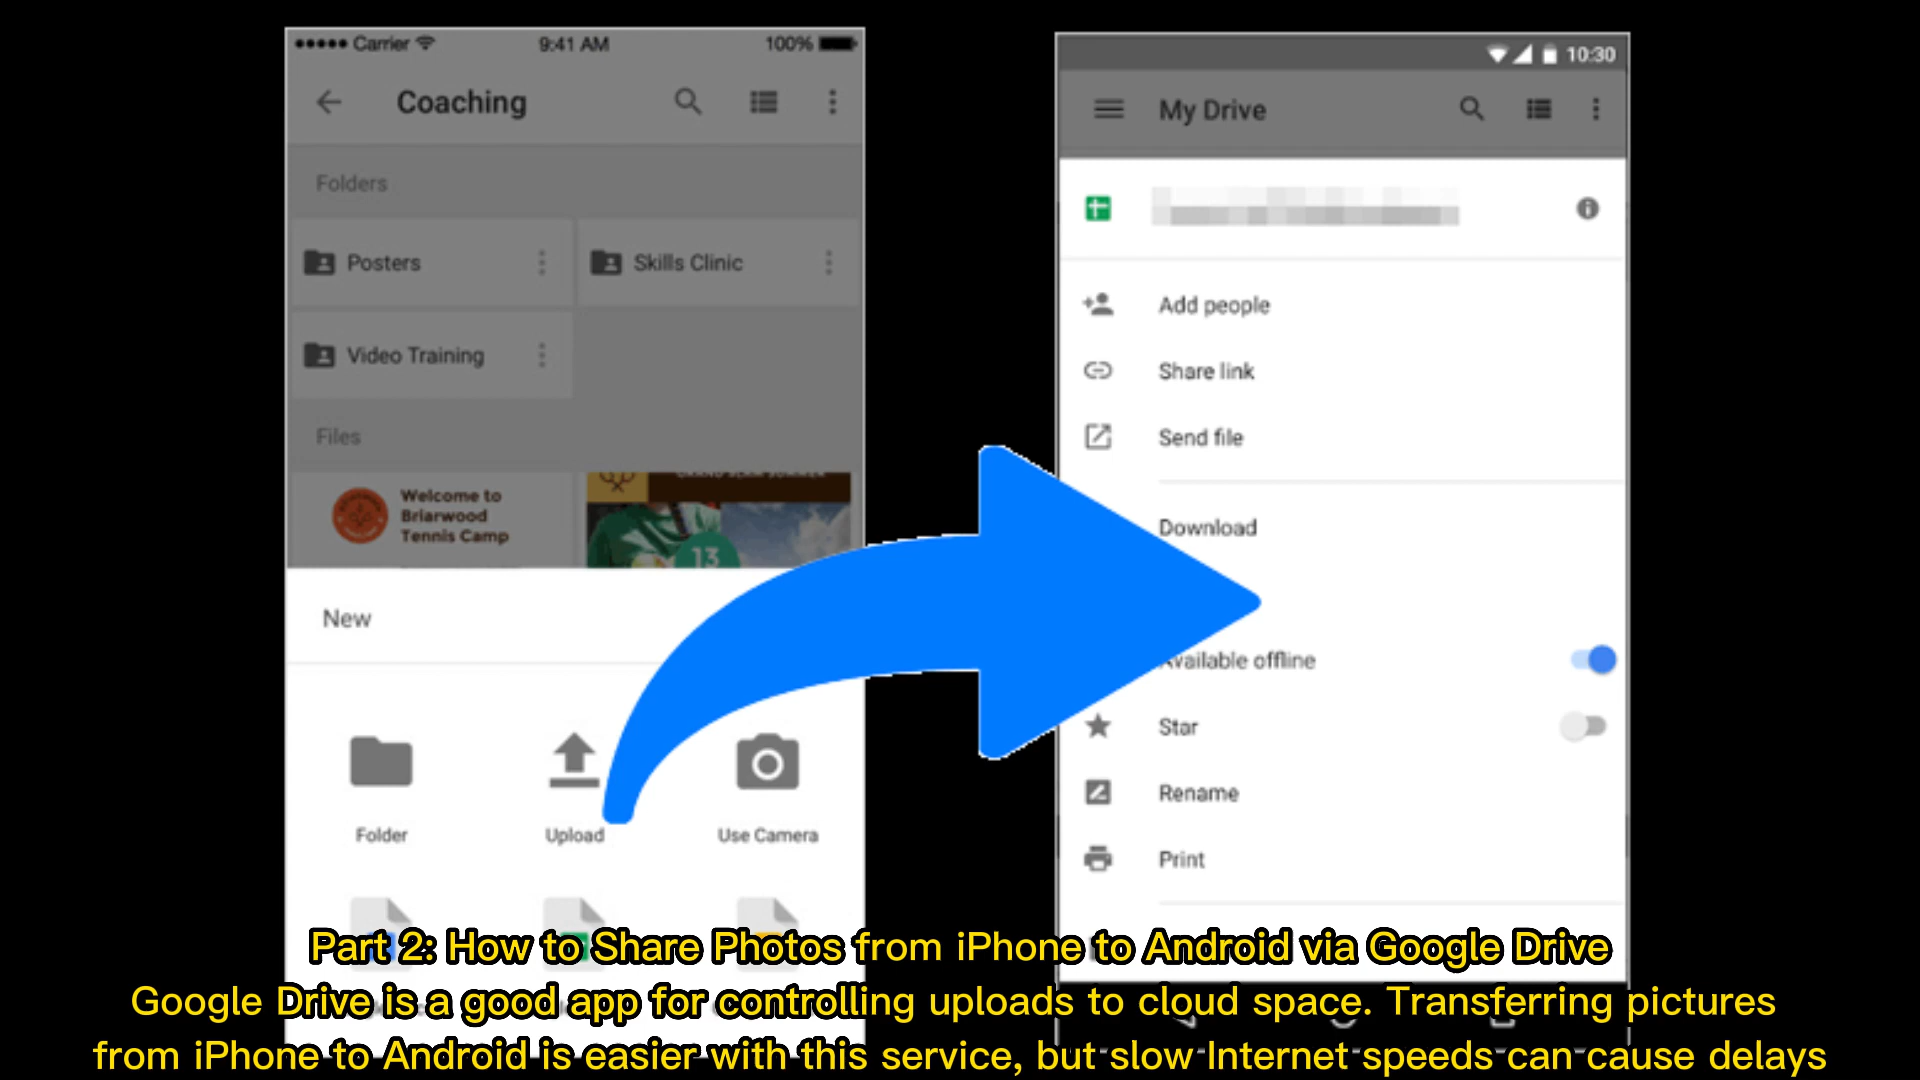 Carrier 9:41 AM 100%
Coaching
Folders
Posters
Skills Clinic
Video Training
Files
Welcome to
Briarwood
Tennis Camp
13
New
Folder
Upload
Use Camera
10:30
My Drive
Add people
Share link
Send file
Download
Available offline
Star
Rename
Print
Part 2: How to Share Photos from iPhone to Android via Google Drive
Google Drive is a good app for controlling uploads to cloud space. Transferring pictures
from iPhone to Android is easier with this service, but slow Internet speeds can cause delays